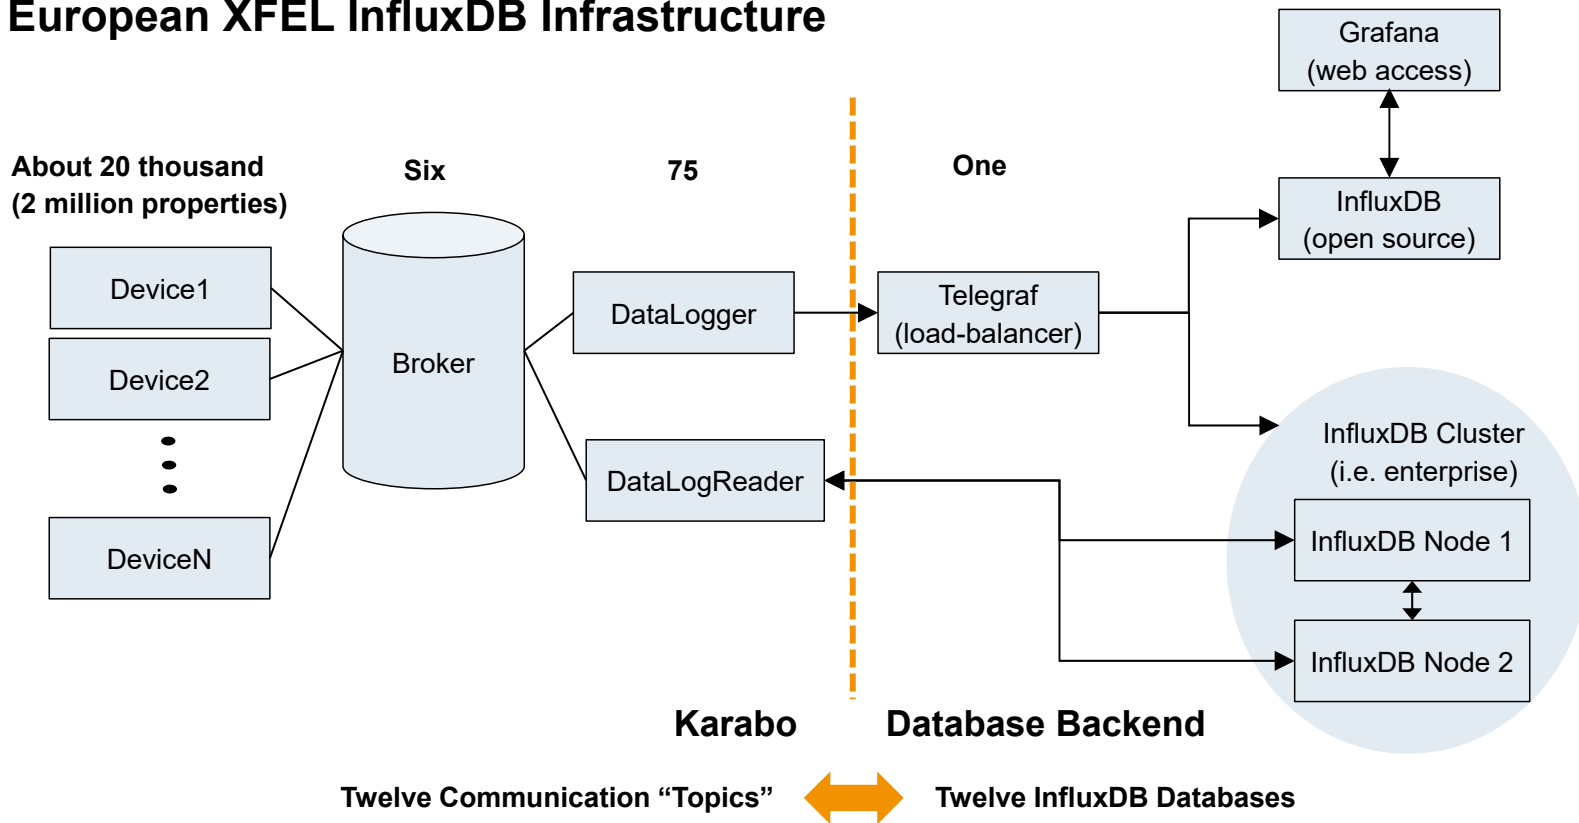 European XFEL InfluxDB Infrastructure
Grafana
(web access)
About 20 thousand
(2 million properties)
Six
75
One
InfluxDB
(open source)
Device1
Device2
DeviceN
Broker
DataLogger
DataLogReader
Telegraf
(load-balancer)
InfluxDB Cluster
(i.e. enterprise)
InfluxDB Node 1
InfluxDB Node 2
Karabo
Database Backend
Twelve Communication “Topics”
Twelve InfluxDB Databases